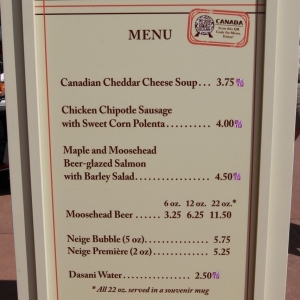 CANADA
MENU
Canadian Cheddar Cheese Soup . . . 3.75
Chicken Chipotle Sausage
with Sweet Corn Polenta . . . . . . . . . . 4.00
Maple and Moosehead
Beer-glazed Salmon
with Barley Salad . . . . . . . . . . . . . . . . . 4.50
6 oz. 12 oz. 22 oz.*
Moosehead Beer . . . . . . 3.25 6.25 11.50
Neige Bubble (5 oz) . . . . . . . . . . . . . . . 5.75
Neige Première (2 oz) . . . . . . . . . . . . . 5.25
Dasani Water . . . . . . . . . . . . . . . . 2.50
* All 22 oz. served in a souvenir mug